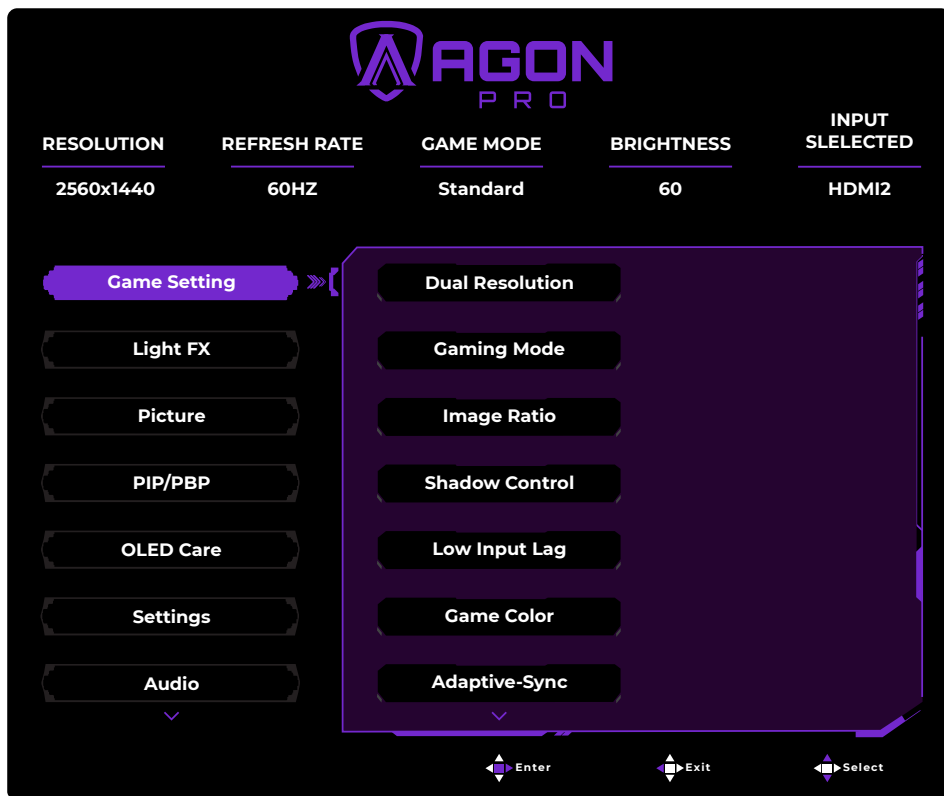 AGON
PRO
RESOLUTION
REFRESH RATE
GAME MODE
BRIGHTNESS
INPUT
SLELECTED
2560x1440
60HZ
Standard
60
HDMI2
Game Setting
Light FX
Picture
PIP/PBP
OLED Care
Settings
Audio
Dual Resolution
Gaming Mode
Image Ratio
Shadow Control
Low Input Lag
Game Color
Adaptive-Sync
Enter
Exit
Select